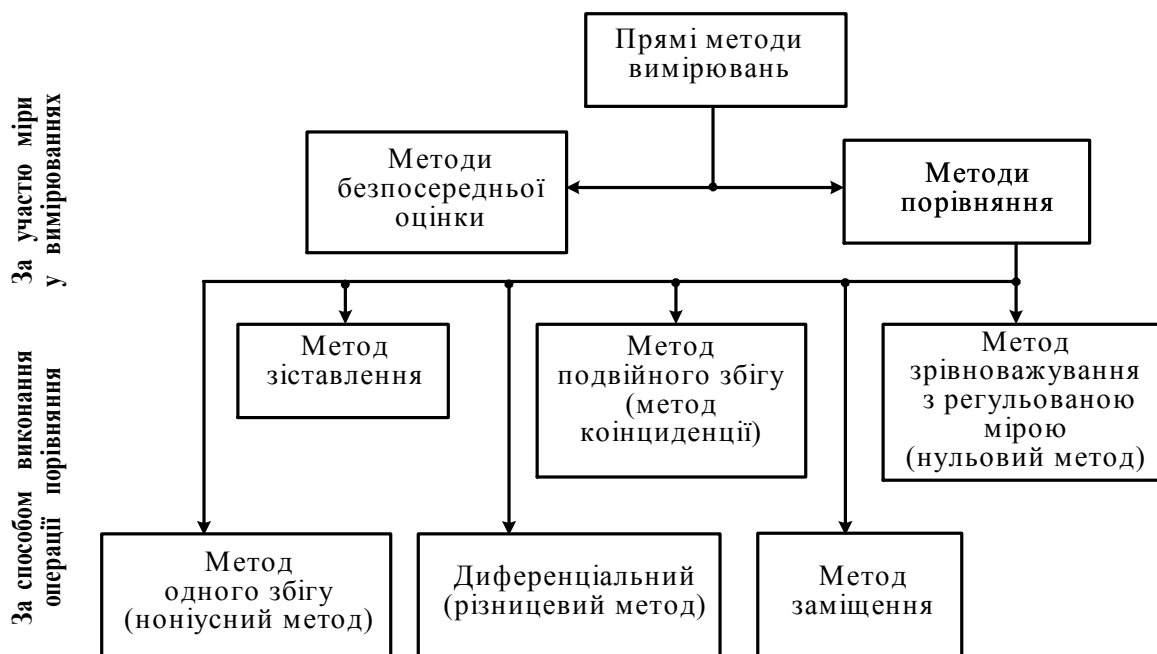 Прямі методи
вимірювань
За участю міри
у вимірюваннях
Методи
безпосередньої
оцінки
Методи
порівняння
За способом виконання
операції порівняння
Метод
зіставлення
Метод
подвійного збігу
(метод
коінциденції)
Метод
зрівноважування
з регульованою
мірою
(нульовий метод)
Метод
одного збігу
(ноніусний метод)
Диференціальний
(різницевий метод)
Метод
заміщення